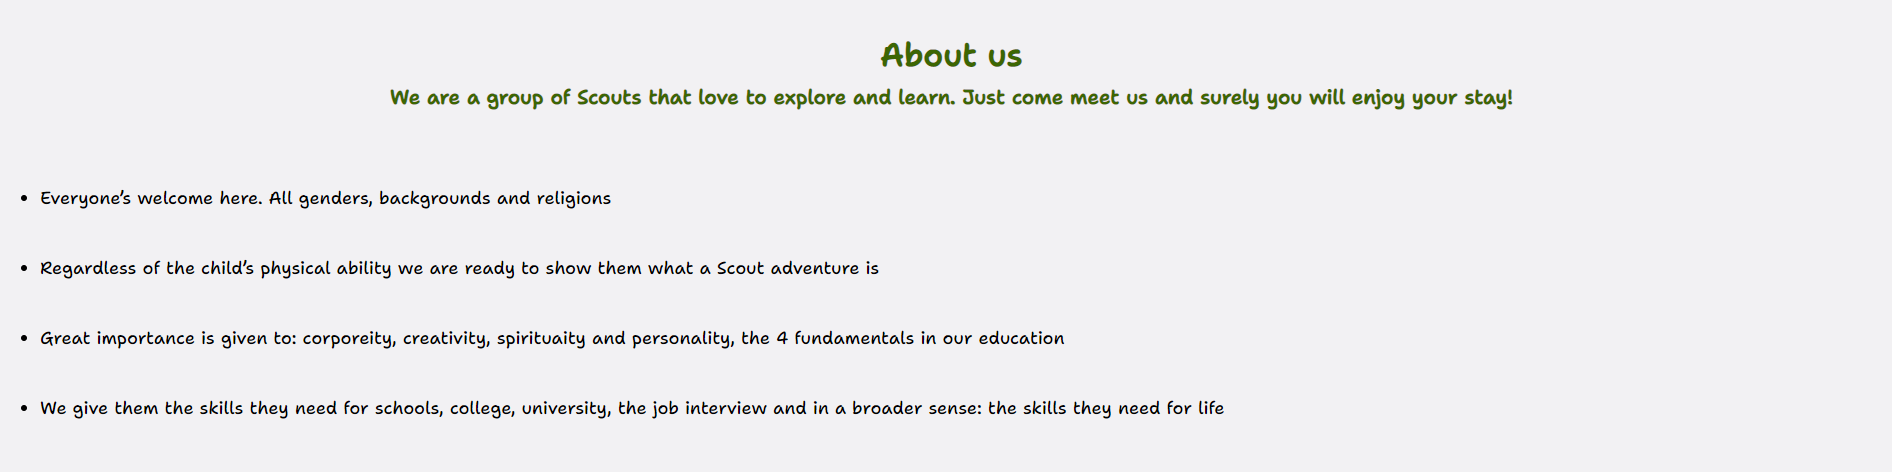 About us
We are a group of Scouts that love to explore and learn. Just come meet us and surely you will enjoy your stay!
• Everyone's welcome here. All genders, backgrounds and religions
• Regardless of the child's physical ability we are ready to show them what a Scout adventure is
• Great importance is given to: corporeity, creativity, spirituaity and personality, the 4 fundamentals in our education
• We give them the skills they need for schools, college, university, the job interview and in a broader sense: the skills they need for life